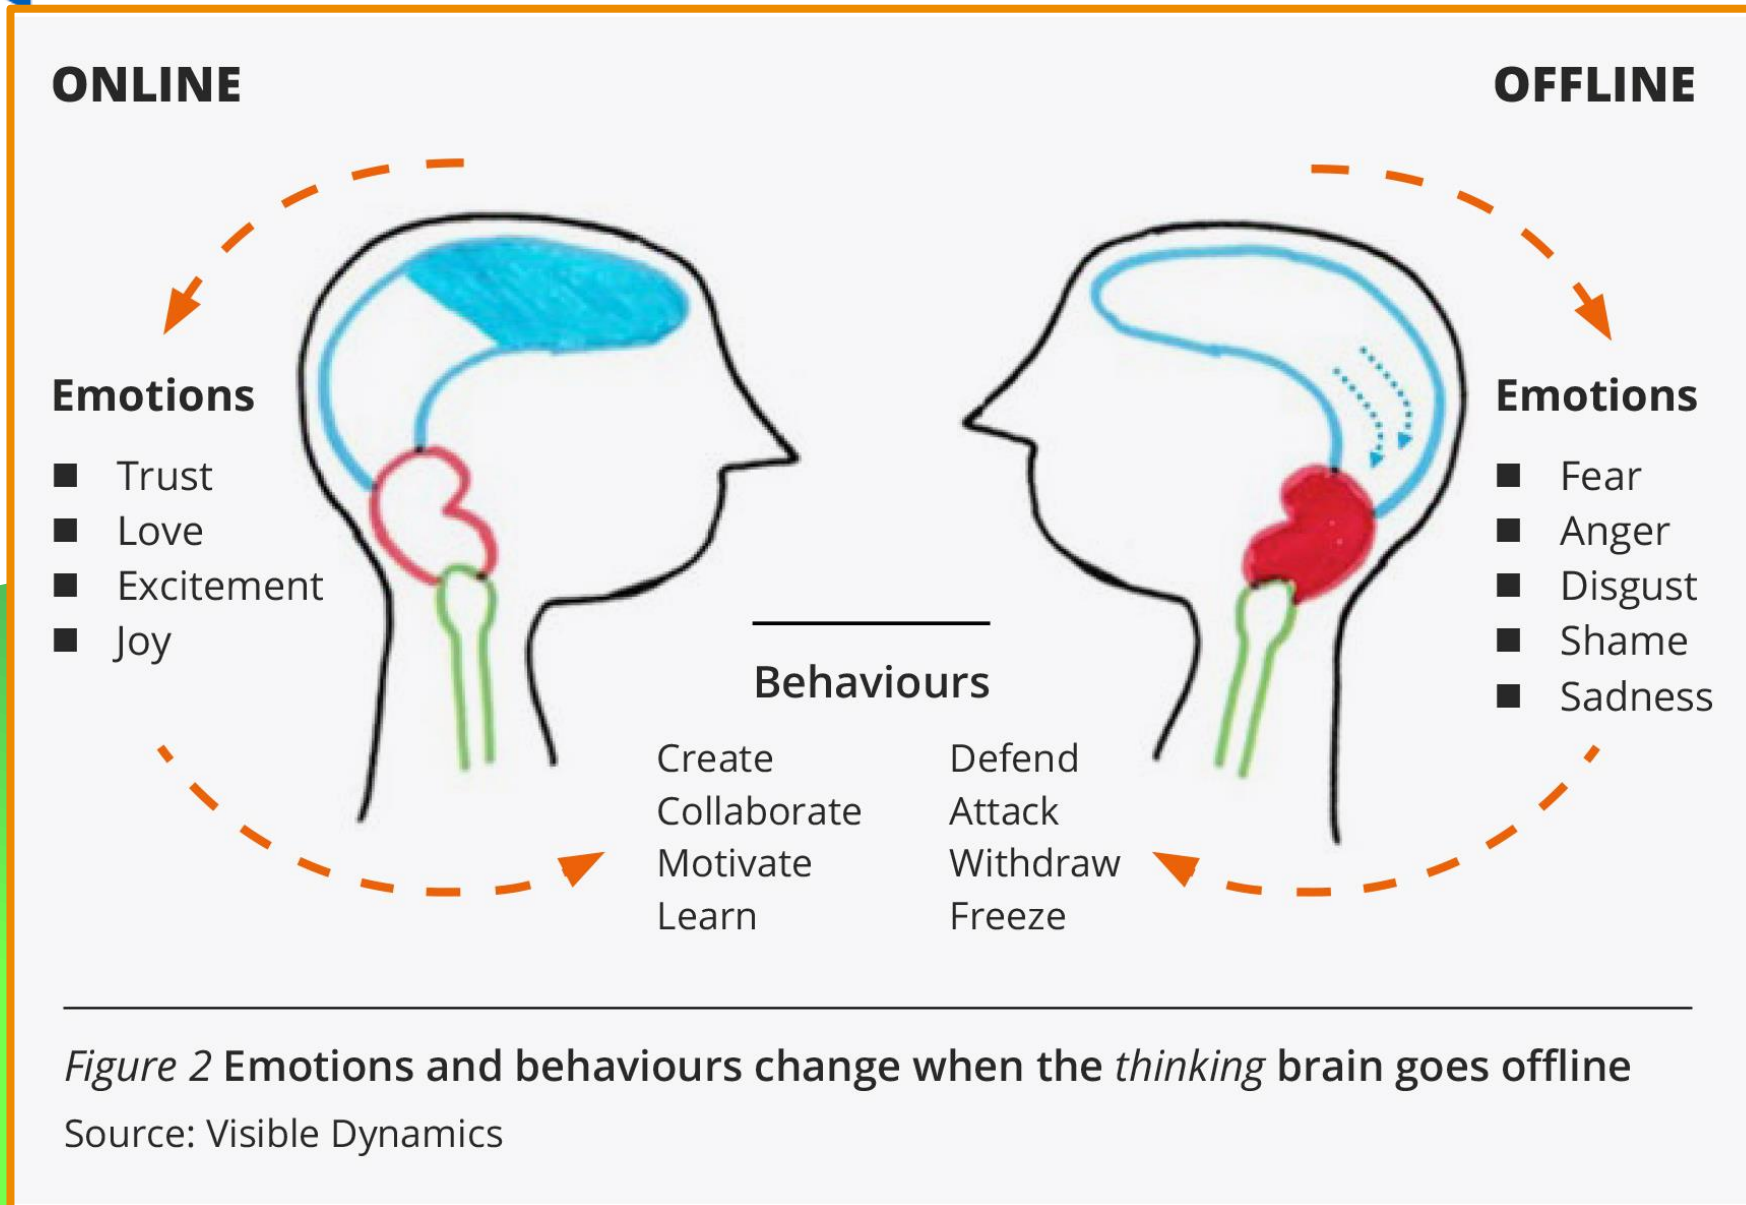 ONLINE
OFFLINE
Emotions
■ Trust
■ Love
■ Excitement
■ Joy
Emotions
■ Fear
■ Anger
■ Disgust
■ Shame
■ Sadness
Behaviours
Create
Collaborate
Motivate
Learn
Defend
Attack
Withdraw
Freeze
Figure 2 Emotions and behaviours change when the thinking brain goes offline
Source: Visible Dynamics